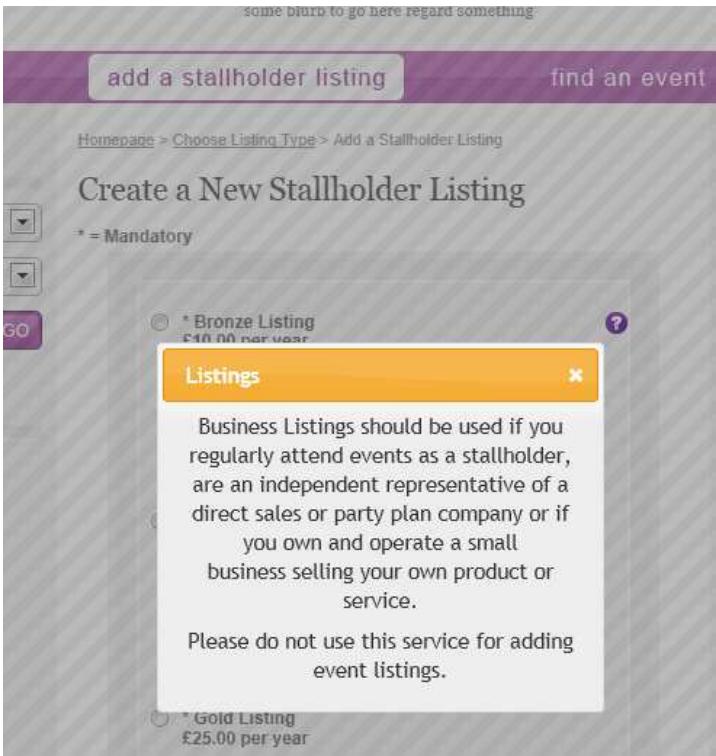 some blurb to go here regard something
add a stallholder listing
find an event
Homepage > Choose Listing Type > Add a Stallholder Listing
Create a New Stallholder Listing
* = Mandatory
GO
* Bronze Listing
£10.00 per year
?
Listings
Business Listings should be used if you
regularly attend events as a stallholder,
are an independent representative of a
direct sales or party plan company or if
you own and operate a small
business selling your own product or
service.
Please do not use this service for adding
event listings.
* Gold Listing
£25.00 per year